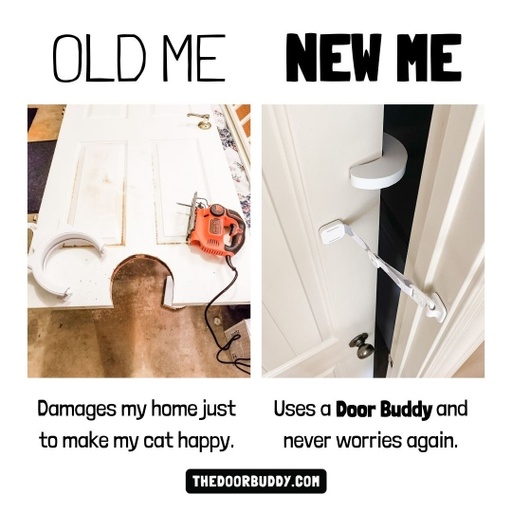 OLD ME
NEW ME
Damages my home just
to make my cat happy.
Uses a Door Buddy and
never worries again.
THEDOORBUDDY.COM